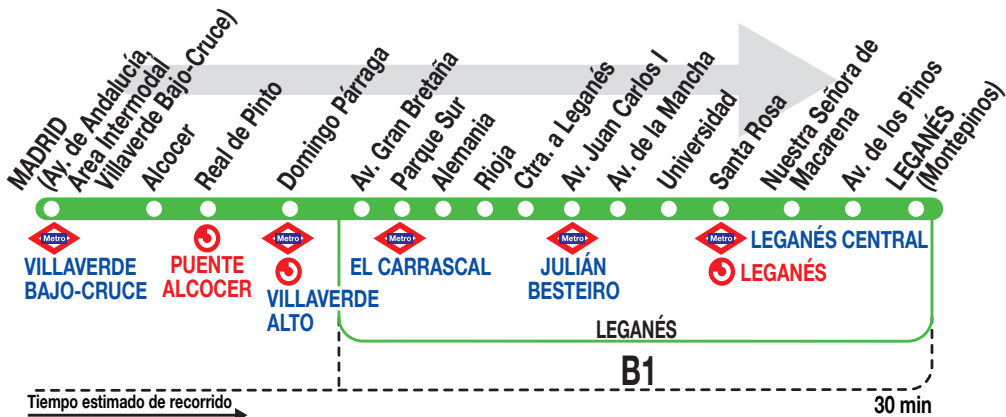 MADRID
(Av. de Andalucía,
Área Intermodal
Villaverde Bajo-Cruce)
Alcocer
Real de Pinto
Domingo Párraga
Av. Gran Bretaña
Parque Sur
Alemania
Rioja
Ctra. a Leganés
Av. Juan Carlos I
Av. de la Mancha
Universidad
Santa Rosa
Nuestra Señora de
Macarena
Av. de los Pinos
LEGANÉS
(Montepinos)
Metro
VILLAVERDE
BAJO-CRUCE
PUENTE
ALCOCER
Metro
VILLAVERDE
ALTO
Metro
EL CARRASCAL
Metro
JULIÁN
BESTEIRO
Metro
LEGANÉS CENTRAL
LEGANÉS
LEGANÉS
B1
Tiempo estimado de recorrido
30 min